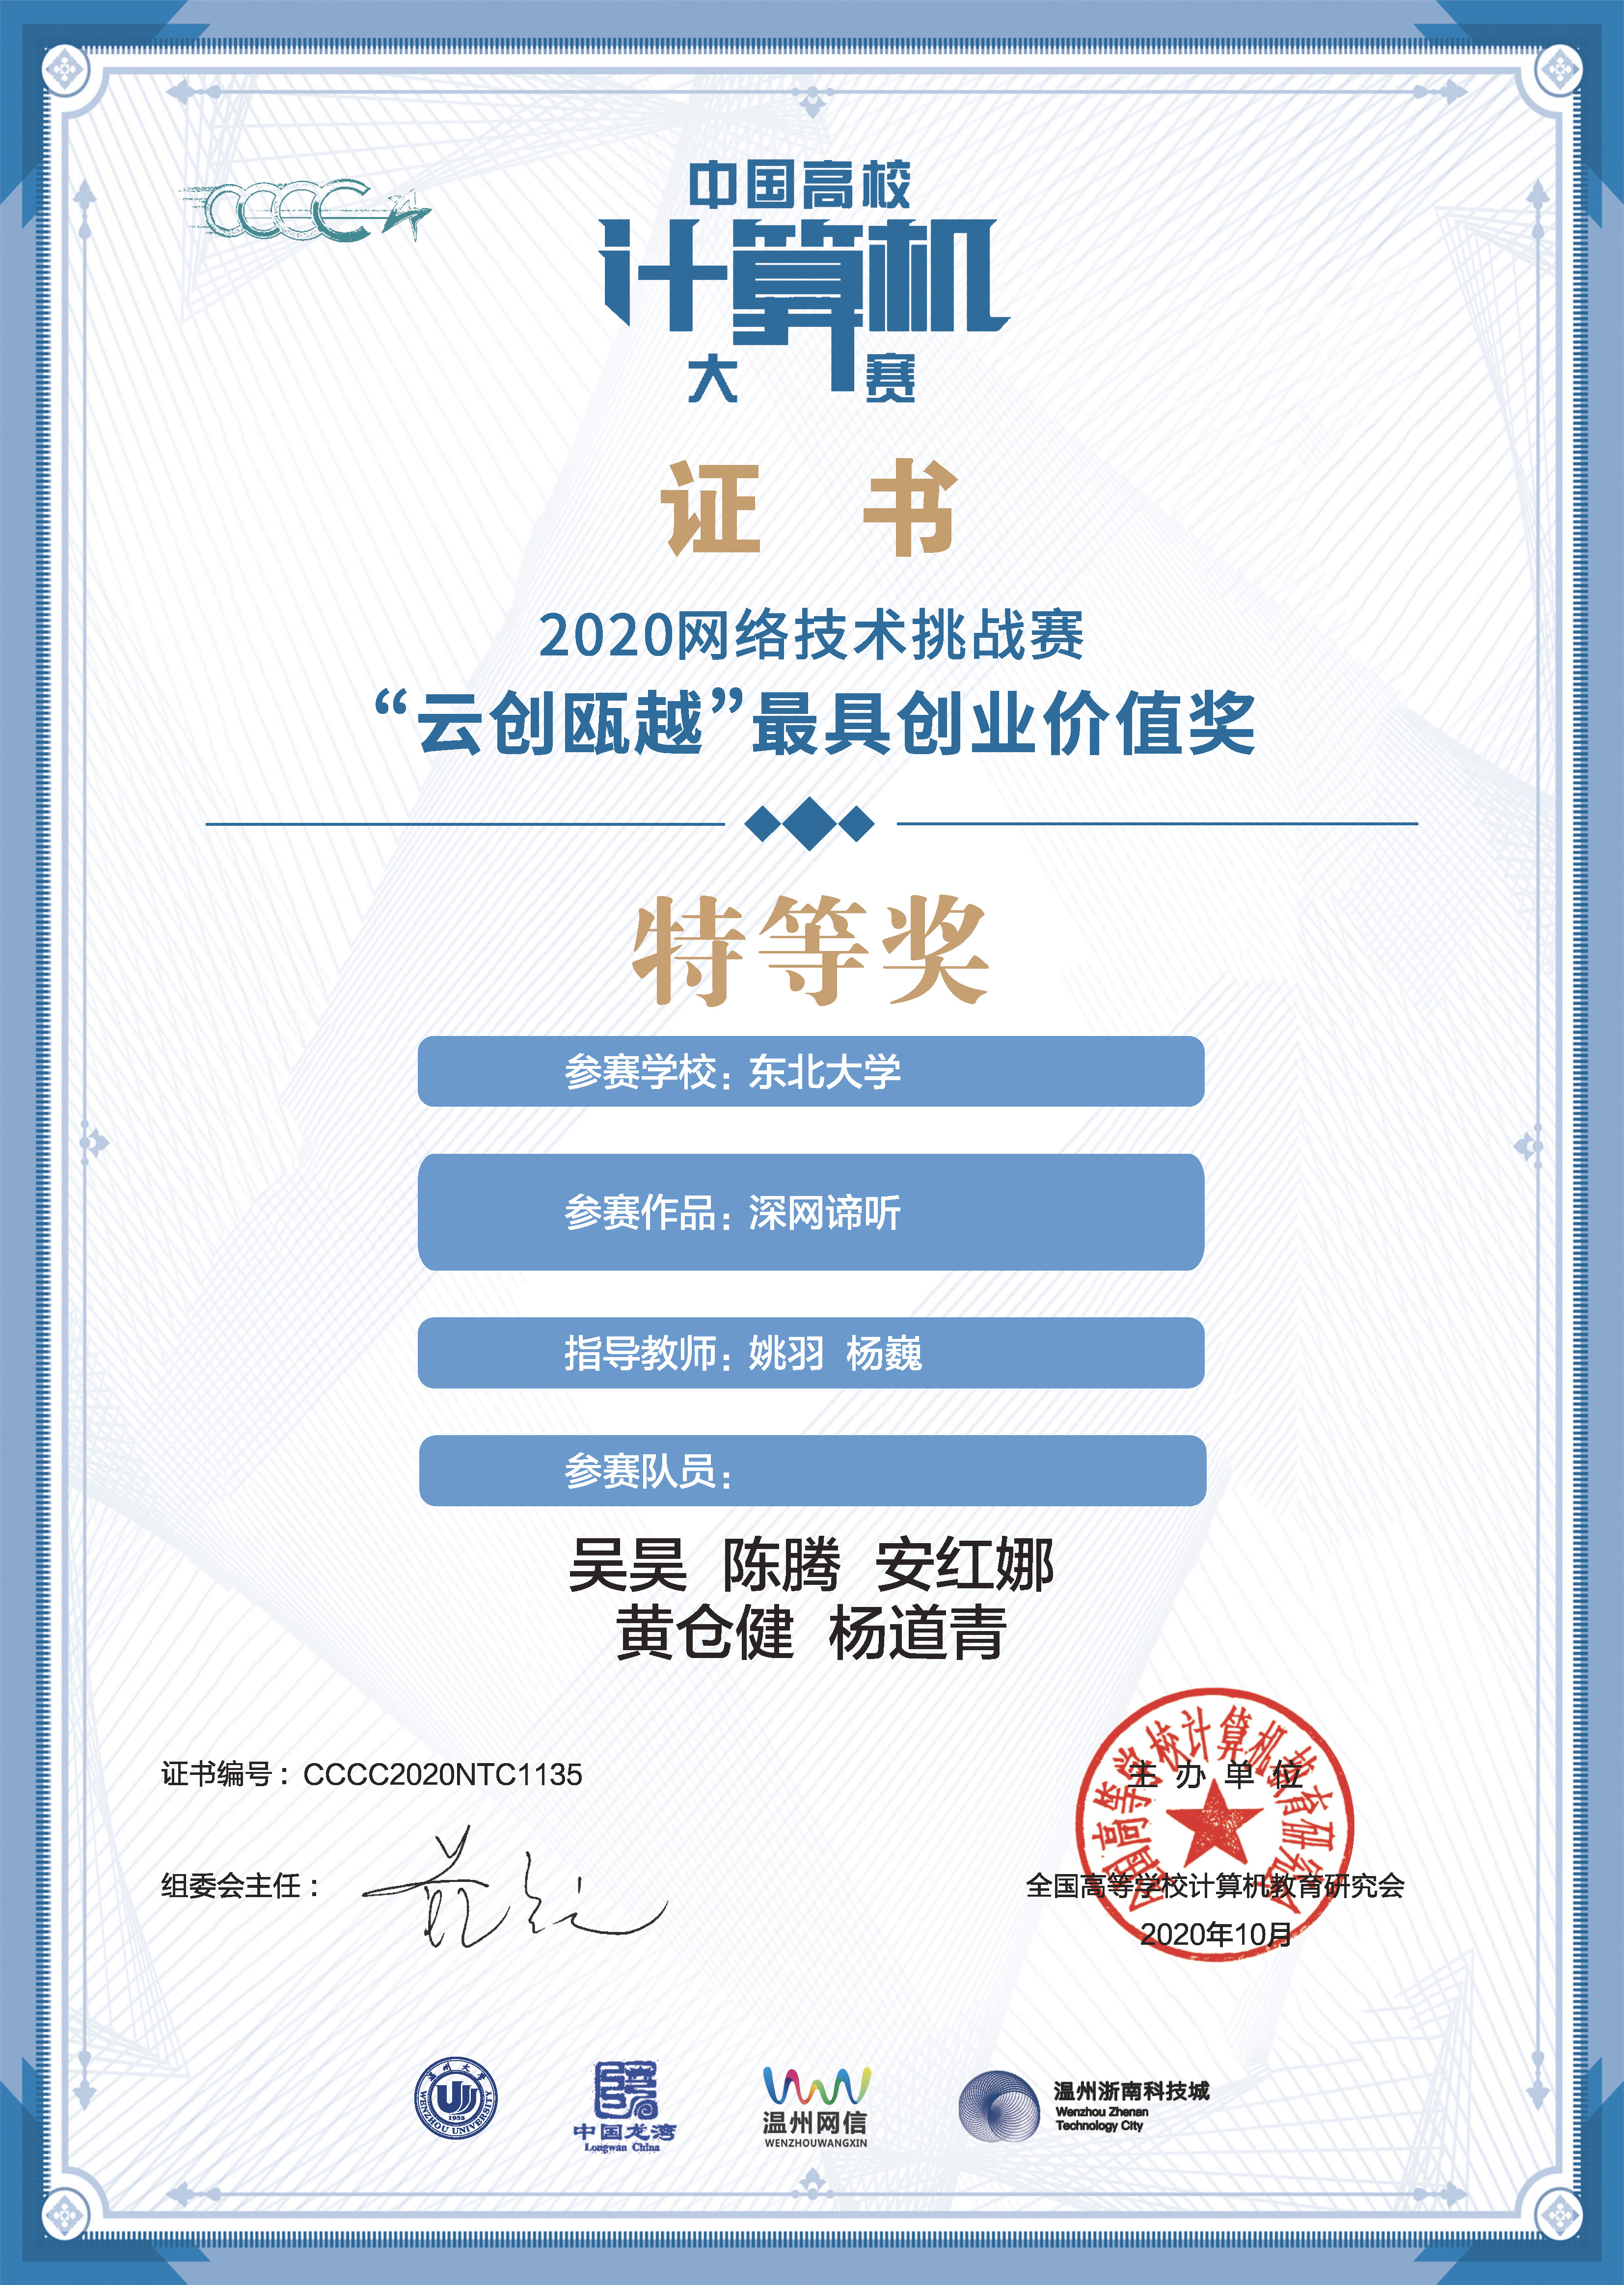 CCCC
中国高校
计算机
大赛
证书
2020网络技术挑战赛
“云创瓯越”最具创业价值奖
特等奖
参赛学校：东北大学
参赛作品：深网谛听
指导教师：姚羽 杨巍
参赛队员：
吴昊 陈腾 安红娜
黄仓健 杨道青
证书编号：CCCC2020NTC1135
组委会主任：
主办单位
全国高等学校计算机教育研究会
全国高等学校计算机教育研究会
2020年10月
温州大学
1933
WENZHOU UNIVERSITY
中国龙湾
Longwan China
温州网信
WENZHOUWANGXIN
温州浙南科技城
Wenzhou Zhenan
Technology City